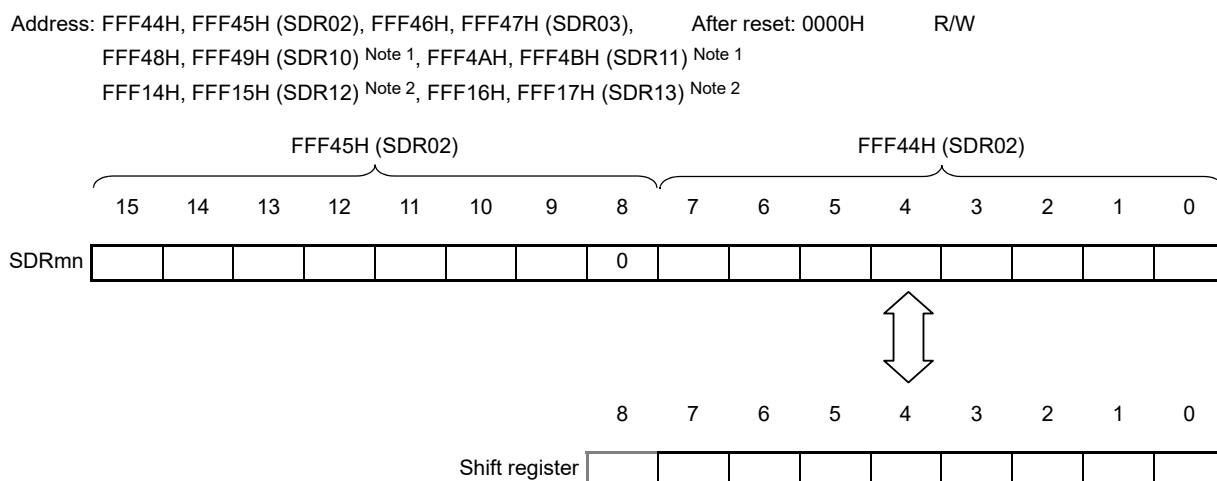 Address: FFF44H, FFF45H (SDR02), FFF46H, FFF47H (SDR03), After reset: 0000H R/W
FFF48H, FFF49H (SDR10) Note 1, FFF4AH, FFF4BH (SDR11) Note 1
FFF14H, FFF15H (SDR12) Note 2, FFF16H, FFF17H (SDR13) Note 2
FFF45H (SDR02) FFF44H (SDR02)
15 14 13 12 11 10 9 8 7 6 5 4 3 2 1 0
SDRmn 0
8 7 6 5 4 3 2 1 0
Shift register